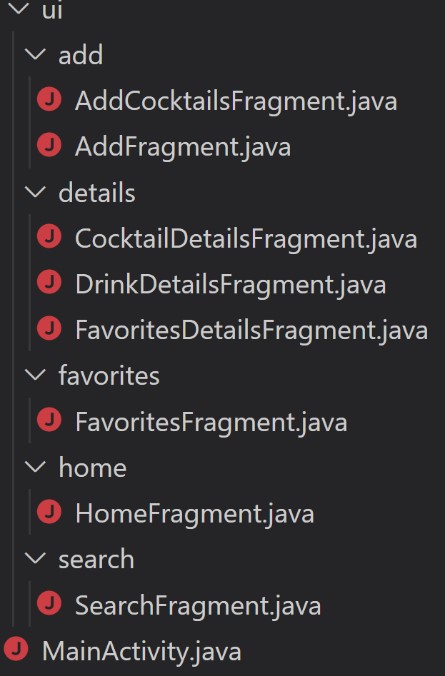 ui
add
J AddCocktailsFragment.java
J AddFragment.java
details
J CocktailDetailsFragment.java
J DrinkDetailsFragment.java
J FavoritesDetailsFragment.java
favorites
J FavoritesFragment.java
home
J HomeFragment.java
search
J SearchFragment.java
J MainActivity.java